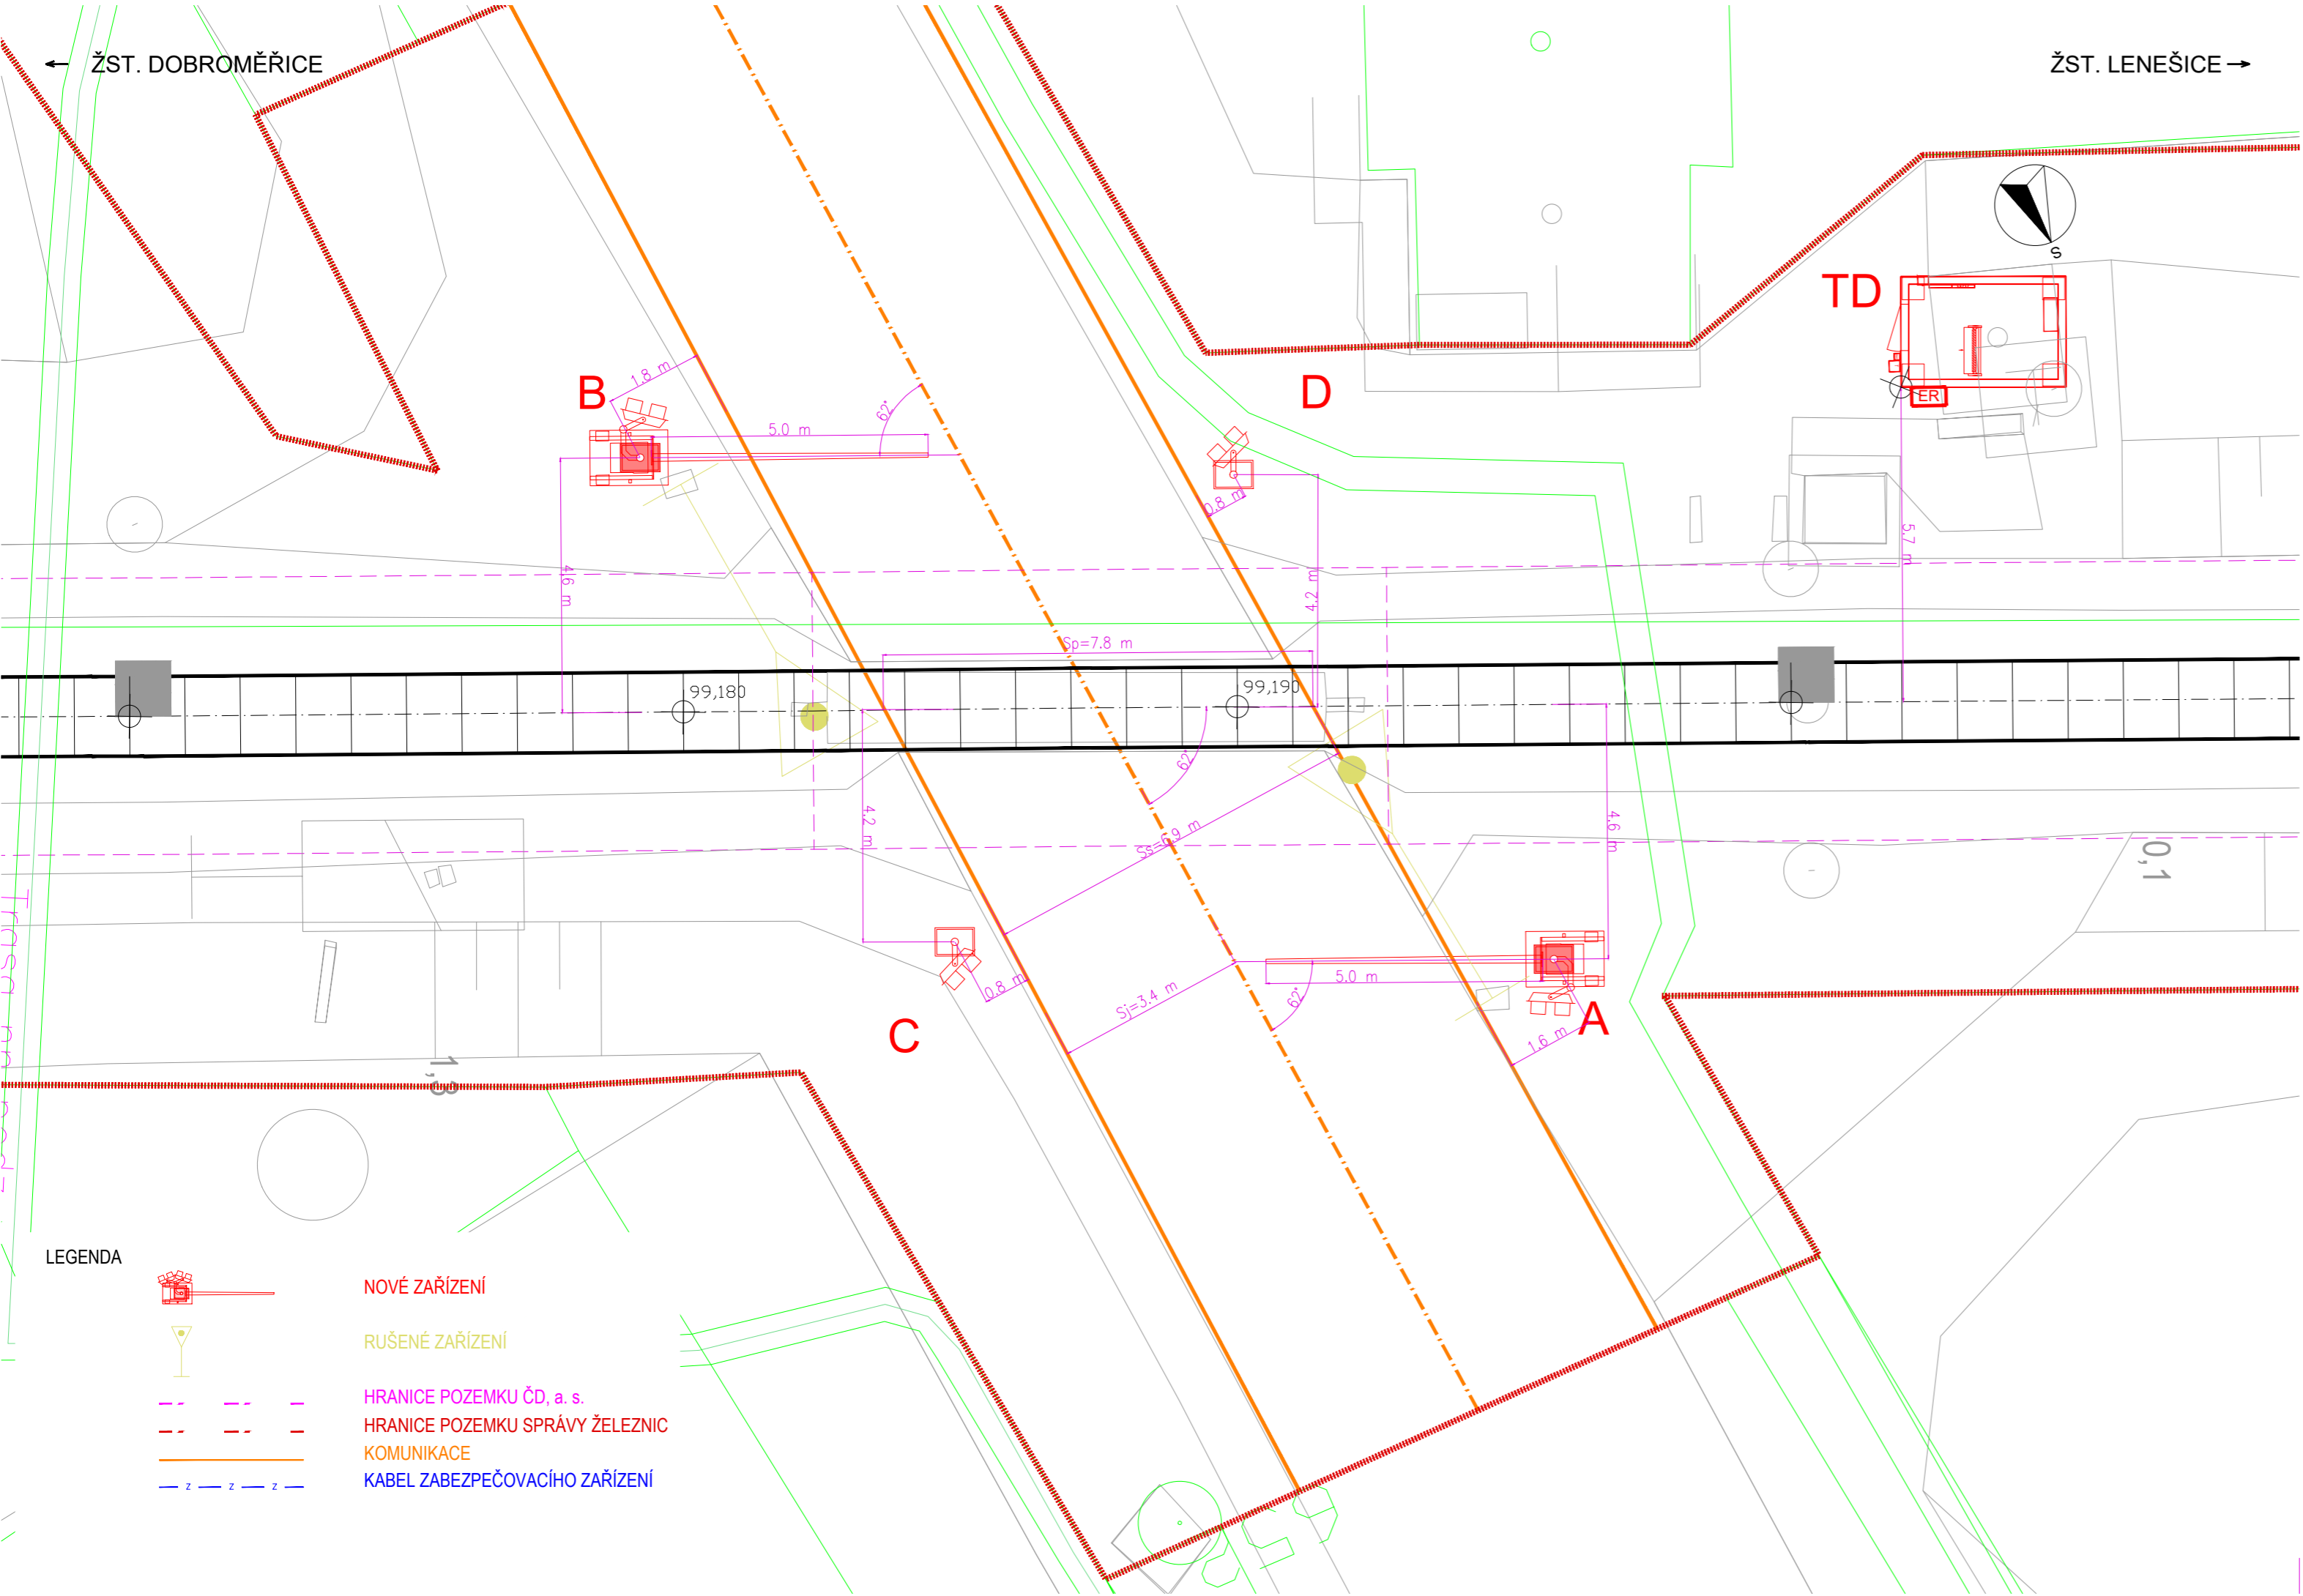 ŽST. DOBROMĚŘICE
ŽST. LENEŠICE
S
TD
ER
B
1.8 m
62°
5.0 m
D
0.8 m
4.6 m
4.2 m
5.7 m
Sp=7.8 m
99,180
99,190
62°
4.2 m
Ss=6.9 m
4.6 m
0,1
C
0.8 m
Sj=3.4 m
62°
5.0 m
A
1.6 m
1,3
LEGENDA
NOVÉ ZAŘÍZENÍ
RUŠENÉ ZAŘÍZENÍ
HRANICE POZEMKU ČD, a. s.
HRANICE POZEMKU SPRÁVY ŽELEZNIC
KOMUNIKACE
z z z
KABEL ZABEZPEČOVACÍHO ZAŘÍZENÍ